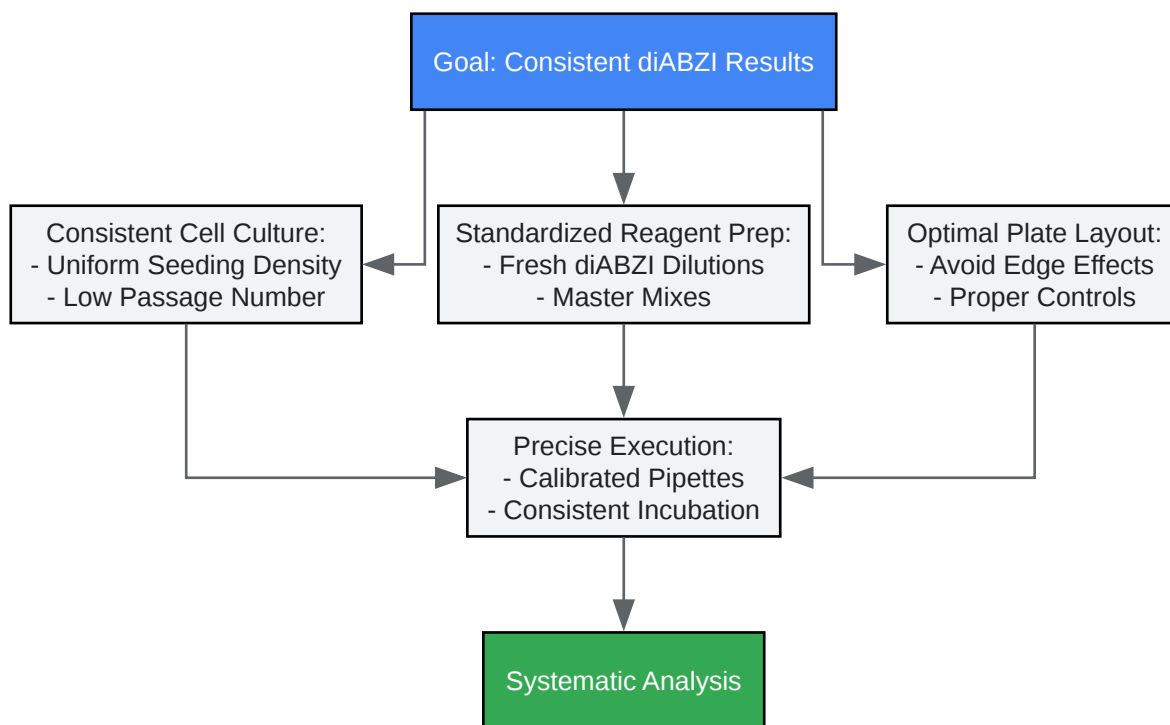 Goal: Consistent diABZI Results
Consistent Cell Culture:
- Uniform Seeding Density
- Low Passage Number
Standardized Reagent Prep:
- Fresh diABZI Dilutions
- Master Mixes
Optimal Plate Layout:
- Avoid Edge Effects
- Proper Controls
Precise Execution:
- Calibrated Pipettes
- Consistent Incubation
Systematic Analysis